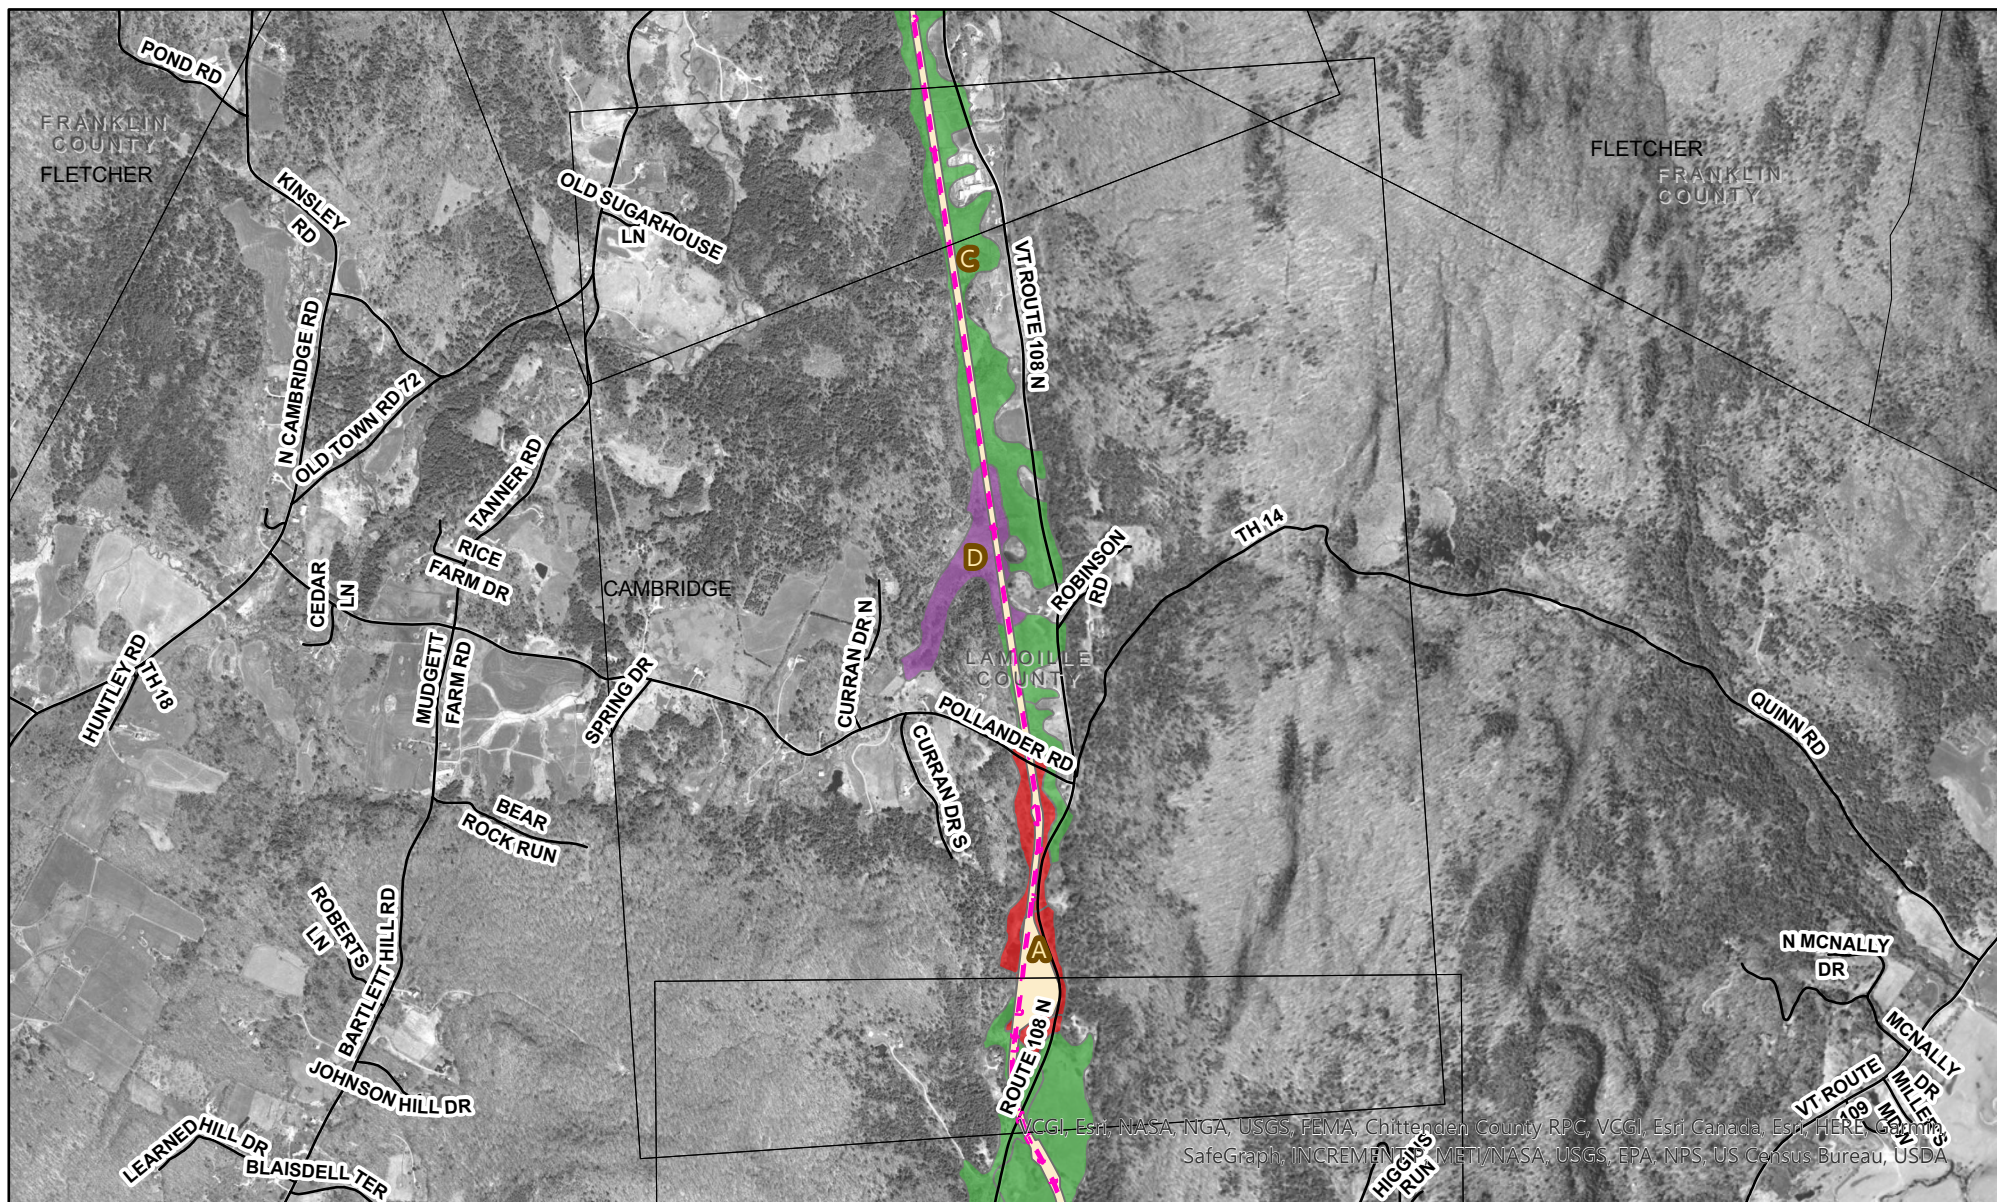 POND RD
FRANKLIN
COUNTY
FLETCHER
KINSLEY
RD
OLD SUGARHOUSE
LN
N CAMBRIDGE RD
OLD TOWN RD 72
TANNER RD
RICE
FARM DR
CEDAR
LN
HUNTLEY RD
TH 18
MUDGETT
FARM RD
SPRING DR
CAMBRIDGE
CURRAN DR N
CURRAN DR S
POLLANDER RD
BEAR
ROCK RUN
ROBERTS
LN
BARTLETT HILL RD
JOHNSON HILL DR
LEARNED HILL DR
BLAISDELL TER
C
VT ROUTE 108 N
D
ROBINSON
RD
LAMOILLE
COUNTY
A
ROUTE 108 N
FLETCHER
FRANKLIN
COUNTY
TH 14
QUINN RD
N MCNALLY
DR
MCNALLY
DR
MILLERS
MDW
VT ROUTE
109
HIGGINS
RUN
VCGI, Esri, NASA, NGA, USGS, FEMA, Chittenden County RPC, VCGI, Esri Canada, Esri, HERE, Garmin,
SafeGraph, INCREMENT P, METI/NASA, USGS, EPA, NPS, US Census Bureau, USDA